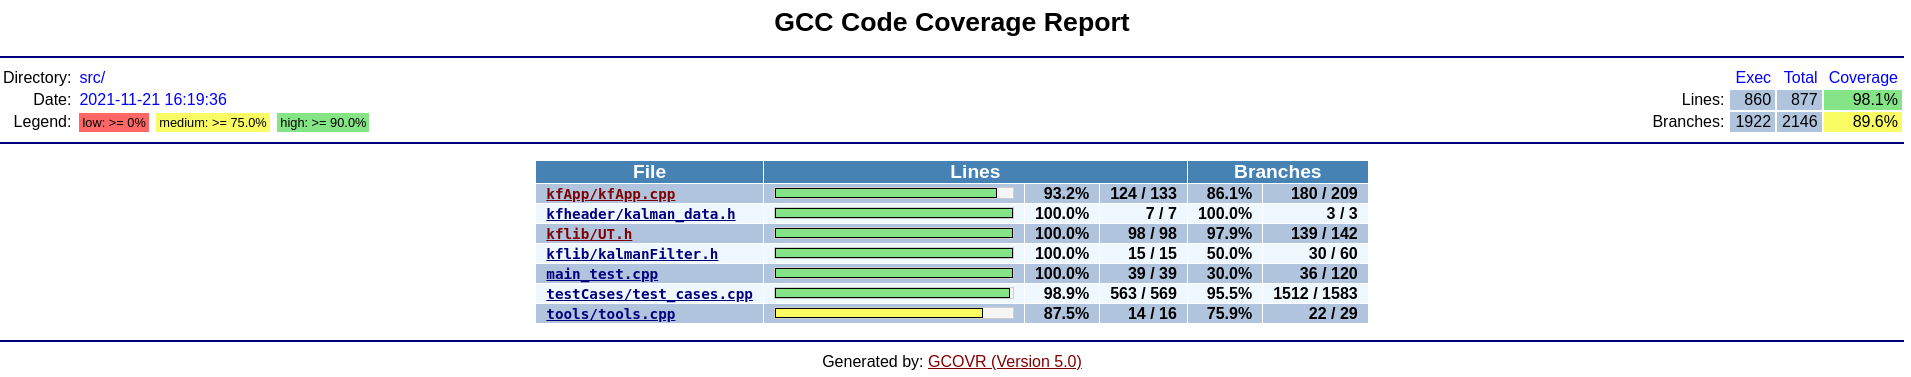 GCC Code Coverage Report
Directory: src/
Date: 2021-11-21 16:19:36
Legend: low: >= 0% medium: >= 75.0% high: >= 90.0%
Exec Total Coverage
Lines: 860 877 98.1%
Branches: 1922 2146 89.6%
File Lines Branches
kfApp/kfApp.cpp 93.2% 124 / 133 86.1% 180 / 209
kfheader/kalman_data.h 100.0% 7 / 7 100.0% 3 / 3
kflib/UT.h 100.0% 98 / 98 97.9% 139 / 142
kflib/kalmanFilter.h 100.0% 15 / 15 50.0% 30 / 60
main_test.cpp 100.0% 39 / 39 30.0% 36 / 120
testCases/test_cases.cpp 98.9% 563 / 569 95.5% 1512 / 1583
tools/tools.cpp 87.5% 14 / 16 75.9% 22 / 29
Generated by: GCOVR (Version 5.0)